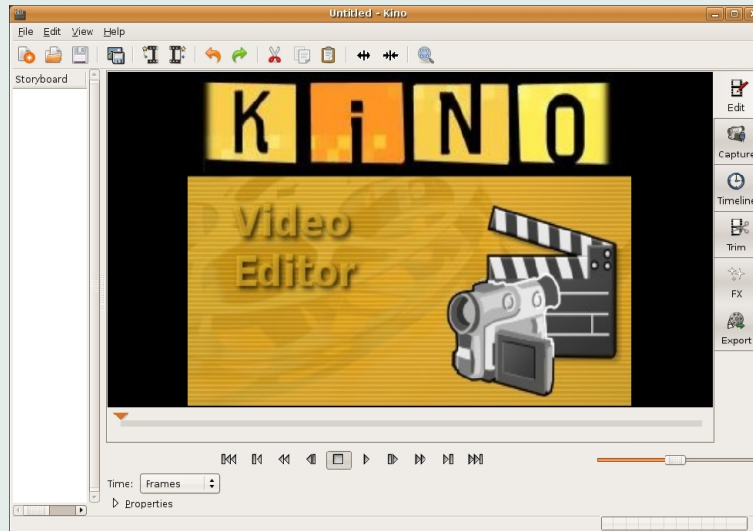 Untitled - Kino
File Edit View Help
Storyboard
KiNO
Video
Editor
Edit
Capture
Timeline
Trim
FX
Export
Time: Frames
Properties